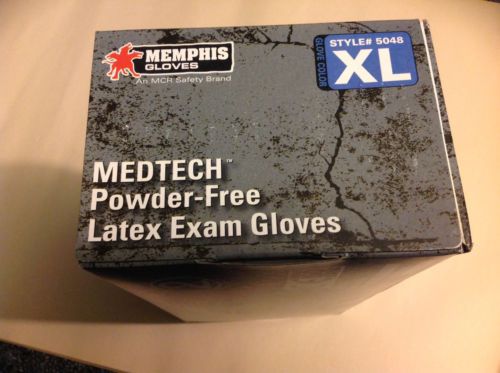 MEMPHIS
GLOVES
An MCR Safety Brand
GLOVE COLOR
STYLE# 5048
XL
MEDTECH™
Powder-Free
Latex Exam Gloves